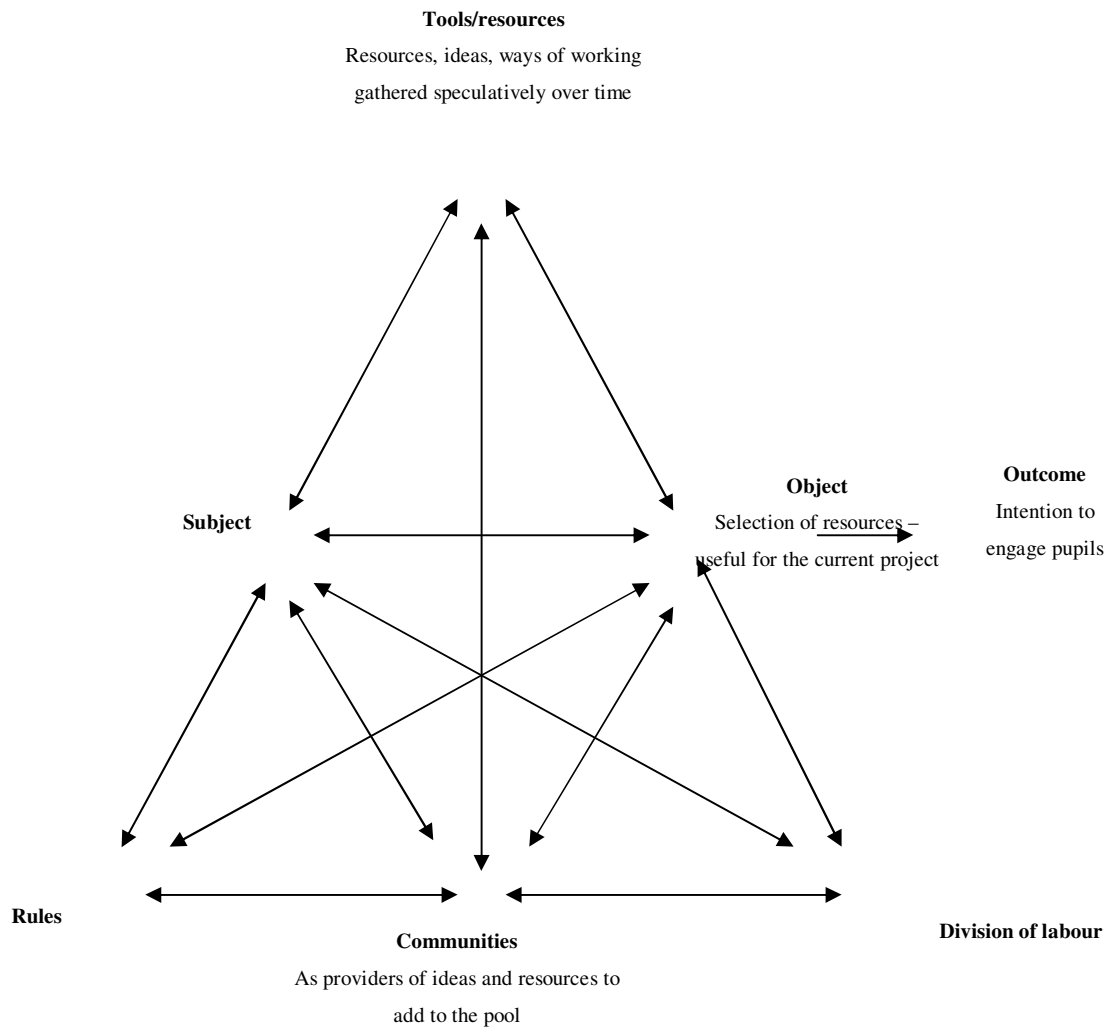 Tools/resources
Resources, ideas, ways of working
gathered speculatively over time
Subject
Object
Selection of resources –
useful for the current project
Outcome
Intention to
engage pupils
Rules
Communities
As providers of ideas and resources to
add to the pool
Division of labour